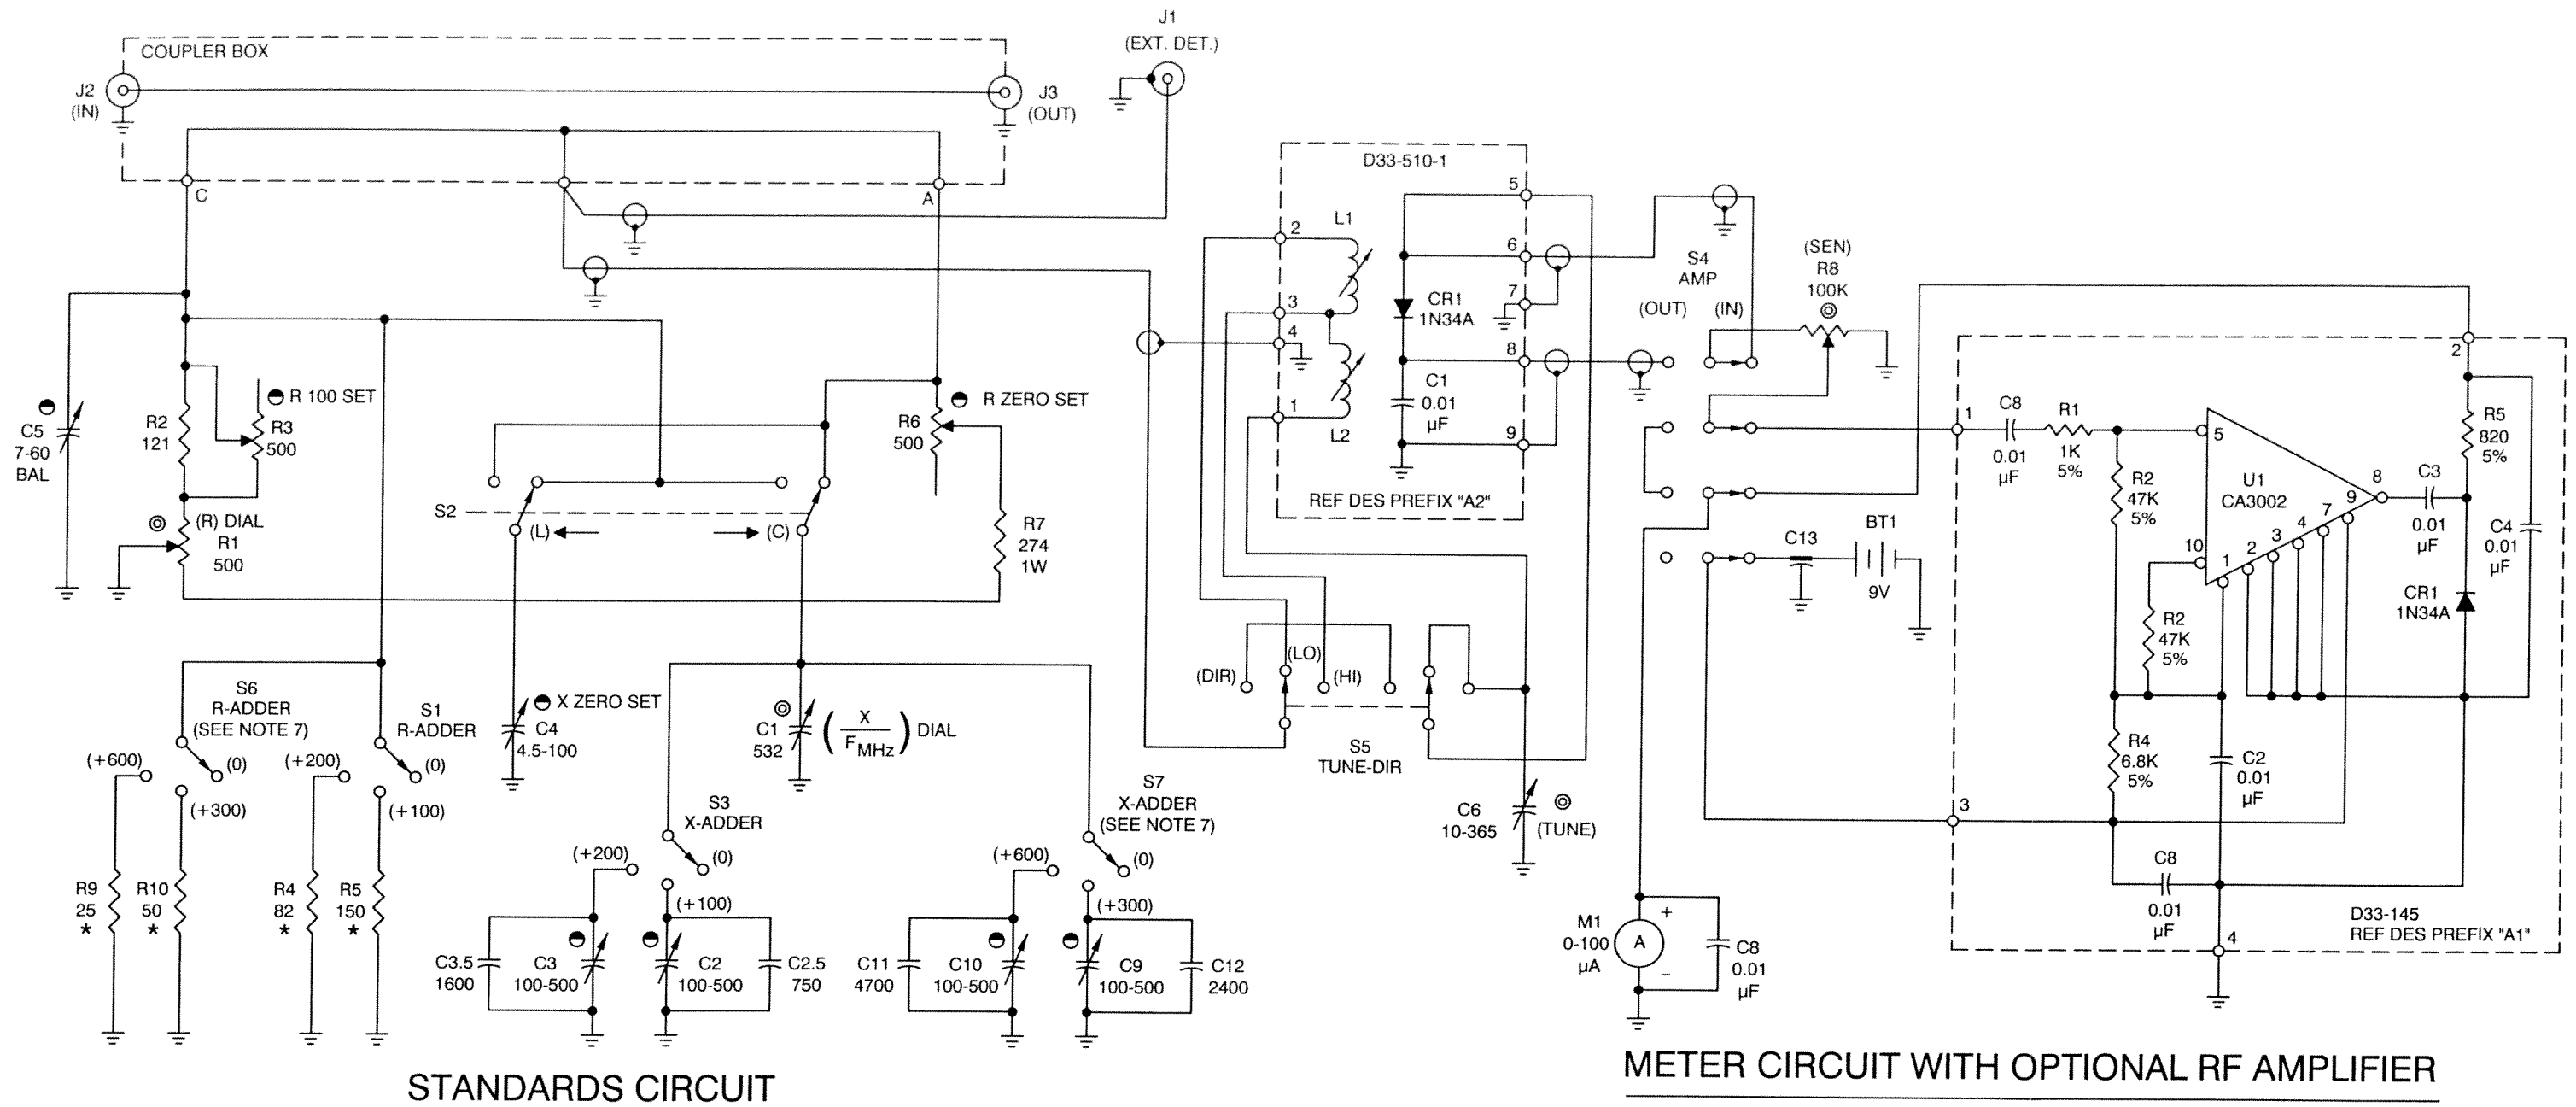 COUPLER BOX
J2
(IN)
J3
(OUT)
J1
(EXT. DET.)
C
A
C5
7-60
BAL
R2
121
R 100 SET
R3
500
(R) DIAL
R1
500
R ZERO SET
R6
500
R7
274
1W
S2
(L)
(C)
S6
R-ADDER
(SEE NOTE 7)
(+600)
(0)
(+300)
S1
R-ADDER
(+200)
(0)
(+100)
R9
25
*
R10
50
*
R4
82
*
R5
150
*
X ZERO SET
C4
4.5-100
C1
532
(X / F MHz) DIAL
S3
X-ADDER
(+200)
(0)
(+100)
S7
X-ADDER
(SEE NOTE 7)
(+600)
(0)
(+300)
C3.5
1600
C3
100-500
C2
100-500
C2.5
750
C11
4700
C10
100-500
C9
100-500
C12
2400
STANDARDS CIRCUIT
D33-510-1
2
L1
3
4
1
L2
5
6
7
8
9
CR1
1N34A
C1
0.01
µF
REF DES PREFIX "A2"
(DIR)
(LO)
(HI)
S5
TUNE-DIR
C6
10-365
(TUNE)
S4
AMP
(OUT)
(IN)
(SEN)
R8
100K
C13
BT1
9V
M1
0-100
µA
A
+
−
C8
0.01
µF
1
2
3
4
C8
0.01
µF
R1
1K
5%
R2
47K
5%
R2
47K
5%
R4
6.8K
5%
5
10
U1
CA3002
1
2
3
4
7
9
8
C3
0.01
µF
R5
820
5%
C4
0.01
µF
CR1
1N34A
C2
0.01
µF
C8
0.01
µF
D33-145
REF DES PREFIX "A1"
METER CIRCUIT WITH OPTIONAL RF AMPLIFIER